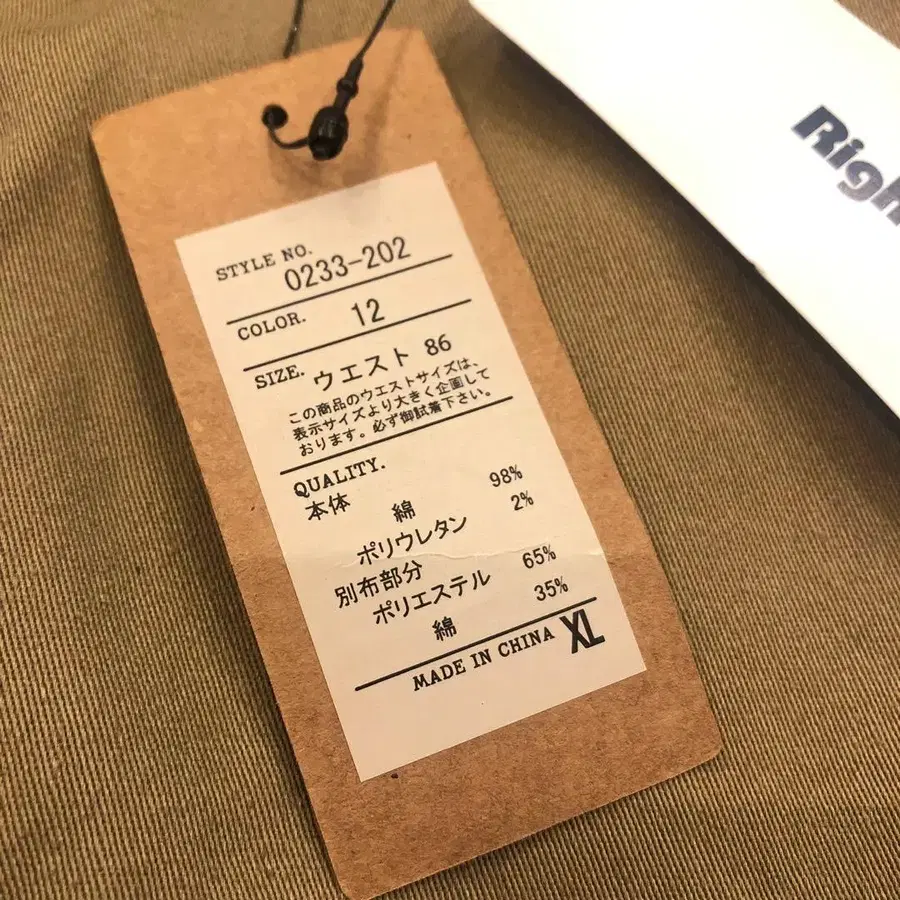 Righ
STYLE NO.
0233-202
COLOR. 12
SIZE. ウエスト 86
この商品のウエストサイズは、
表示サイズより大きく企画して
おります。必ず御試着下さい。
QUALITY.
本体
綿 98%
ポリウレタン 2%
別布部分
ポリエステル 65%
綿 35%
MADE IN CHINA